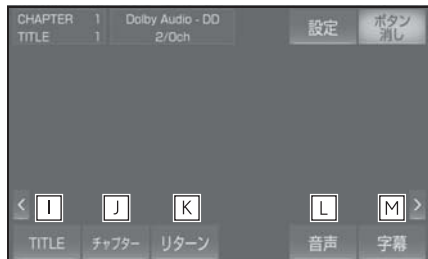 CHAPTER 1
TITLE 1
Dolby Audio - DD
2/0ch
設定
ボタン
消し
<
I
J
K
L
M
>
TITLE
チャプター
リターン
音声
字幕